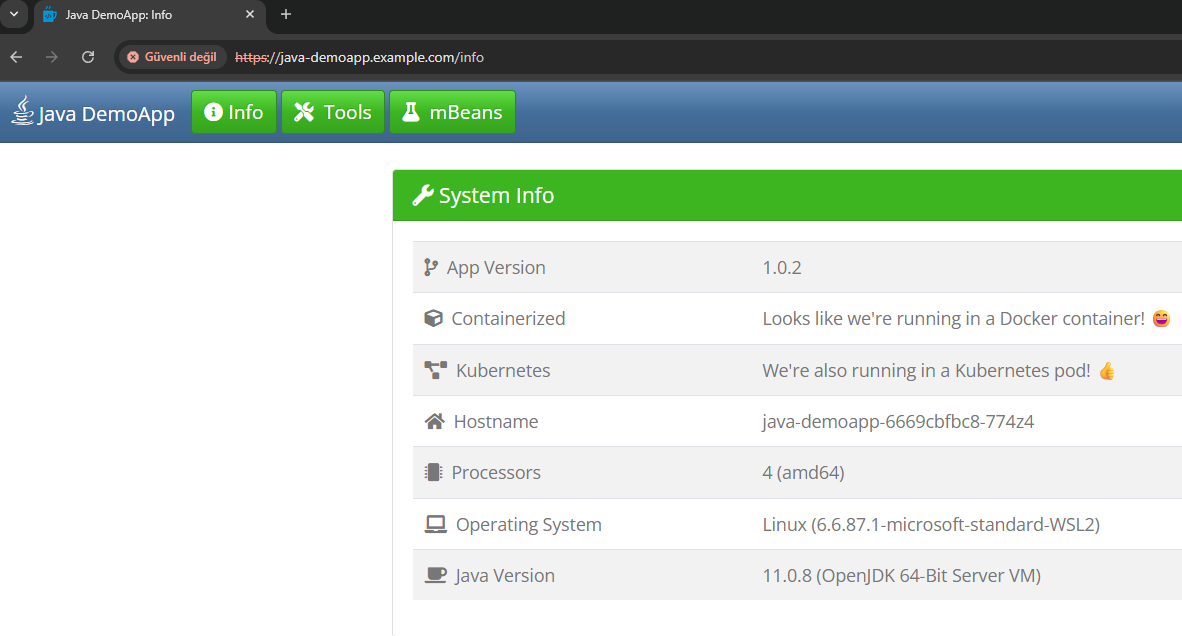 Java DemoApp: Info
Güvenli değil https://java-demoapp.example.com/info
Java DemoApp Info Tools mBeans
System Info
App Version 1.0.2
Containerized Looks like we're running in a Docker container! 😄
Kubernetes We're also running in a Kubernetes pod! 👍
Hostname java-demoapp-6669cbfbc8-774z4
Processors 4 (amd64)
Operating System Linux (6.6.87.1-microsoft-standard-WSL2)
Java Version 11.0.8 (OpenJDK 64-Bit Server VM)